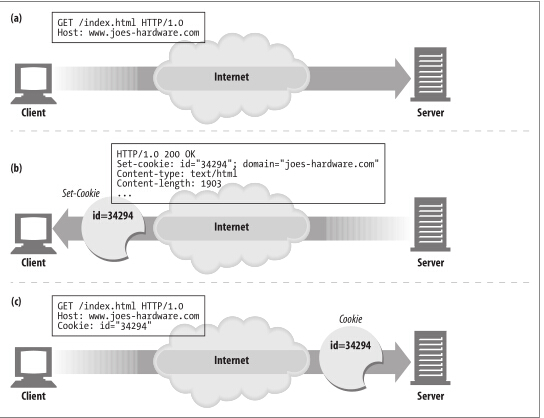 (a)
GET /index.html HTTP/1.0
Host: www.joes-hardware.com
Internet
Client
Server
(b)
HTTP/1.0 200 OK
Set-cookie: id="34294"; domain="joes-hardware.com"
Content-type: text/html
Content-length: 1903
...
Set-Cookie
id=34294
Internet
Client
Server
(c)
GET /index.html HTTP/1.0
Host: www.joes-hardware.com
Cookie: id="34294"
Cookie
Internet
id=34294
Client
Server